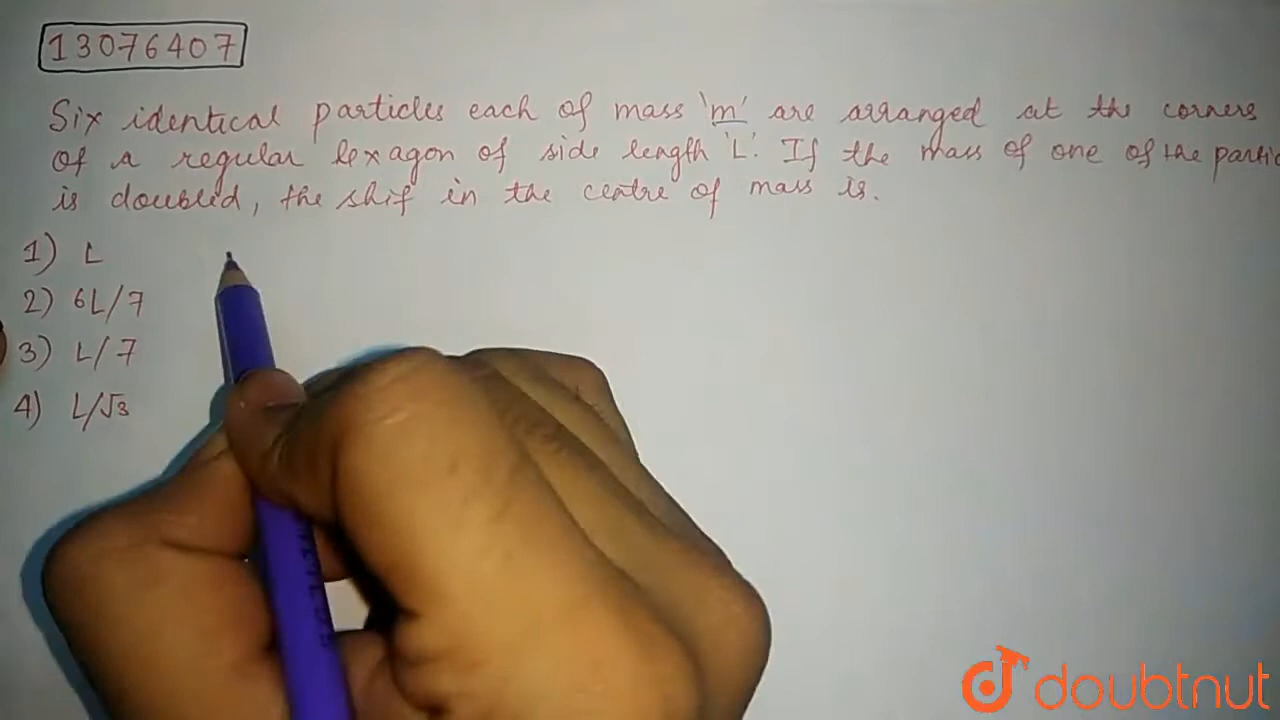 13076407
Six identical particles each of mass 'm' are arranged at the corners
of a regular hexagon of side length 'L'. If the mass of one of the partic
is doubled, the shif in the centre of mass is.
1) L
2) 6L/7
3) L/7
4) L/√3
doubtnut